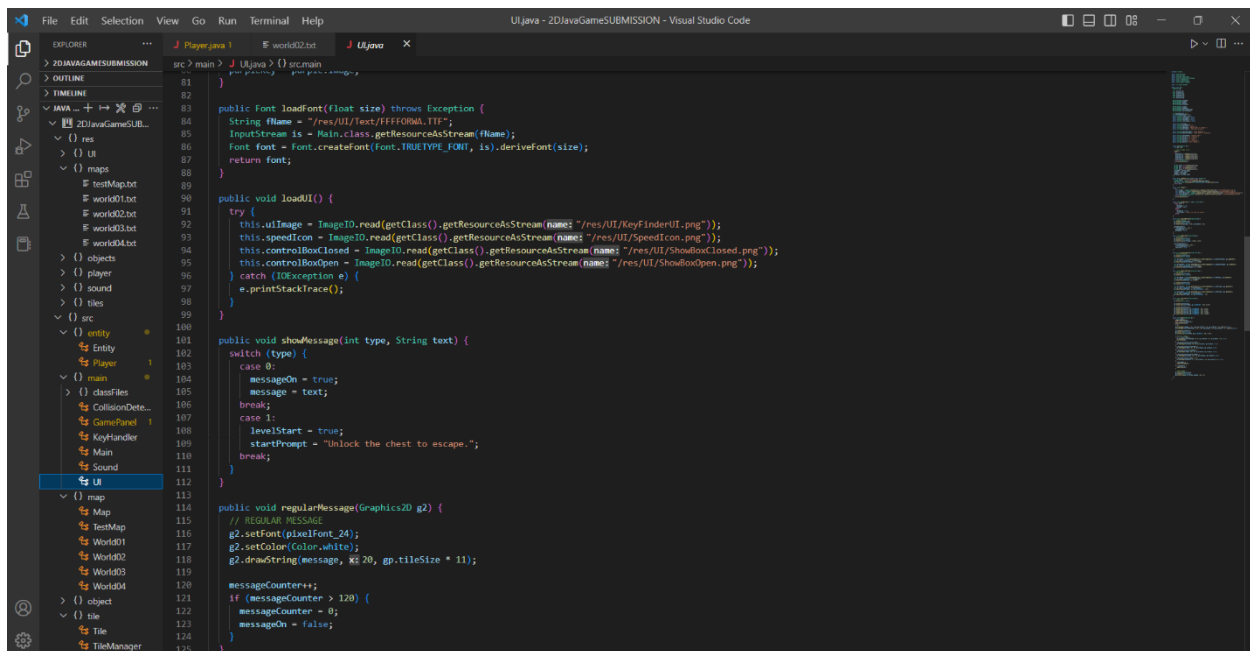 File Edit Selection View Go Run Terminal Help
UI.java - 2DJavaGameSUBMISSION - Visual Studio Code
EXPLORER
2DJAVAGAMESUBMISSION
OUTLINE
TIMELINE
JAVA ...
2DJavaGameSUB...
{} res
{} UI
{} maps
testMap.txt
world01.txt
world02.txt
world03.txt
world04.txt
{} objects
{} player
{} sound
{} tiles
{} src
{} entity
Entity
Player 1
{} main
{} classFiles
CollisionDete...
GamePanel 1
KeyHandler
Main
Sound
UI
{} map
Map
TestMap
World01
World02
World03
World04
{} object
{} tile
Tile
TileManager
J Player.java 1
world02.txt
J UI.java
src > main > J UI.java > {} src.main
81 }
82
83 public Font loadFont(float size) throws Exception {
84 String fName = "/res/UI/Text/FFFFORWA.TTF";
85 InputStream is = Main.class.getResourceAsStream(fName);
86 Font font = Font.createFont(Font.TRUETYPE_FONT, is).deriveFont(size);
87 return font;
88 }
89
90 public void loadUI() {
91 try {
92 this.uiImage = ImageIO.read(getClass().getResourceAsStream(name: "/res/UI/KeyFinderUI.png"));
93 this.speedIcon = ImageIO.read(getClass().getResourceAsStream(name: "/res/UI/SpeedIcon.png"));
94 this.controlBoxClosed = ImageIO.read(getClass().getResourceAsStream(name: "/res/UI/ShowBoxClosed.png"));
95 this.controlBoxOpen = ImageIO.read(getClass().getResourceAsStream(name: "/res/UI/ShowBoxOpen.png"));
96 } catch (IOException e) {
97 e.printStackTrace();
98 }
99 }
100
101 public void showMessage(int type, String text) {
102 switch (type) {
103 case 0:
104 messageOn = true;
105 message = text;
106 break;
107 case 1:
108 levelStart = true;
109 startPrompt = "Unlock the chest to escape.";
110 break;
111 }
112 }
113
114 public void regularMessage(Graphics2D g2) {
115 // REGULAR MESSAGE
116 g2.setFont(pixelFont_24);
117 g2.setColor(Color.white);
118 g2.drawString(message, x: 20, gp.tileSize * 11);
119
120 messageCounter++;
121 if (messageCounter > 120) {
122 messageCounter = 0;
123 messageOn = false;
124 }
125 }